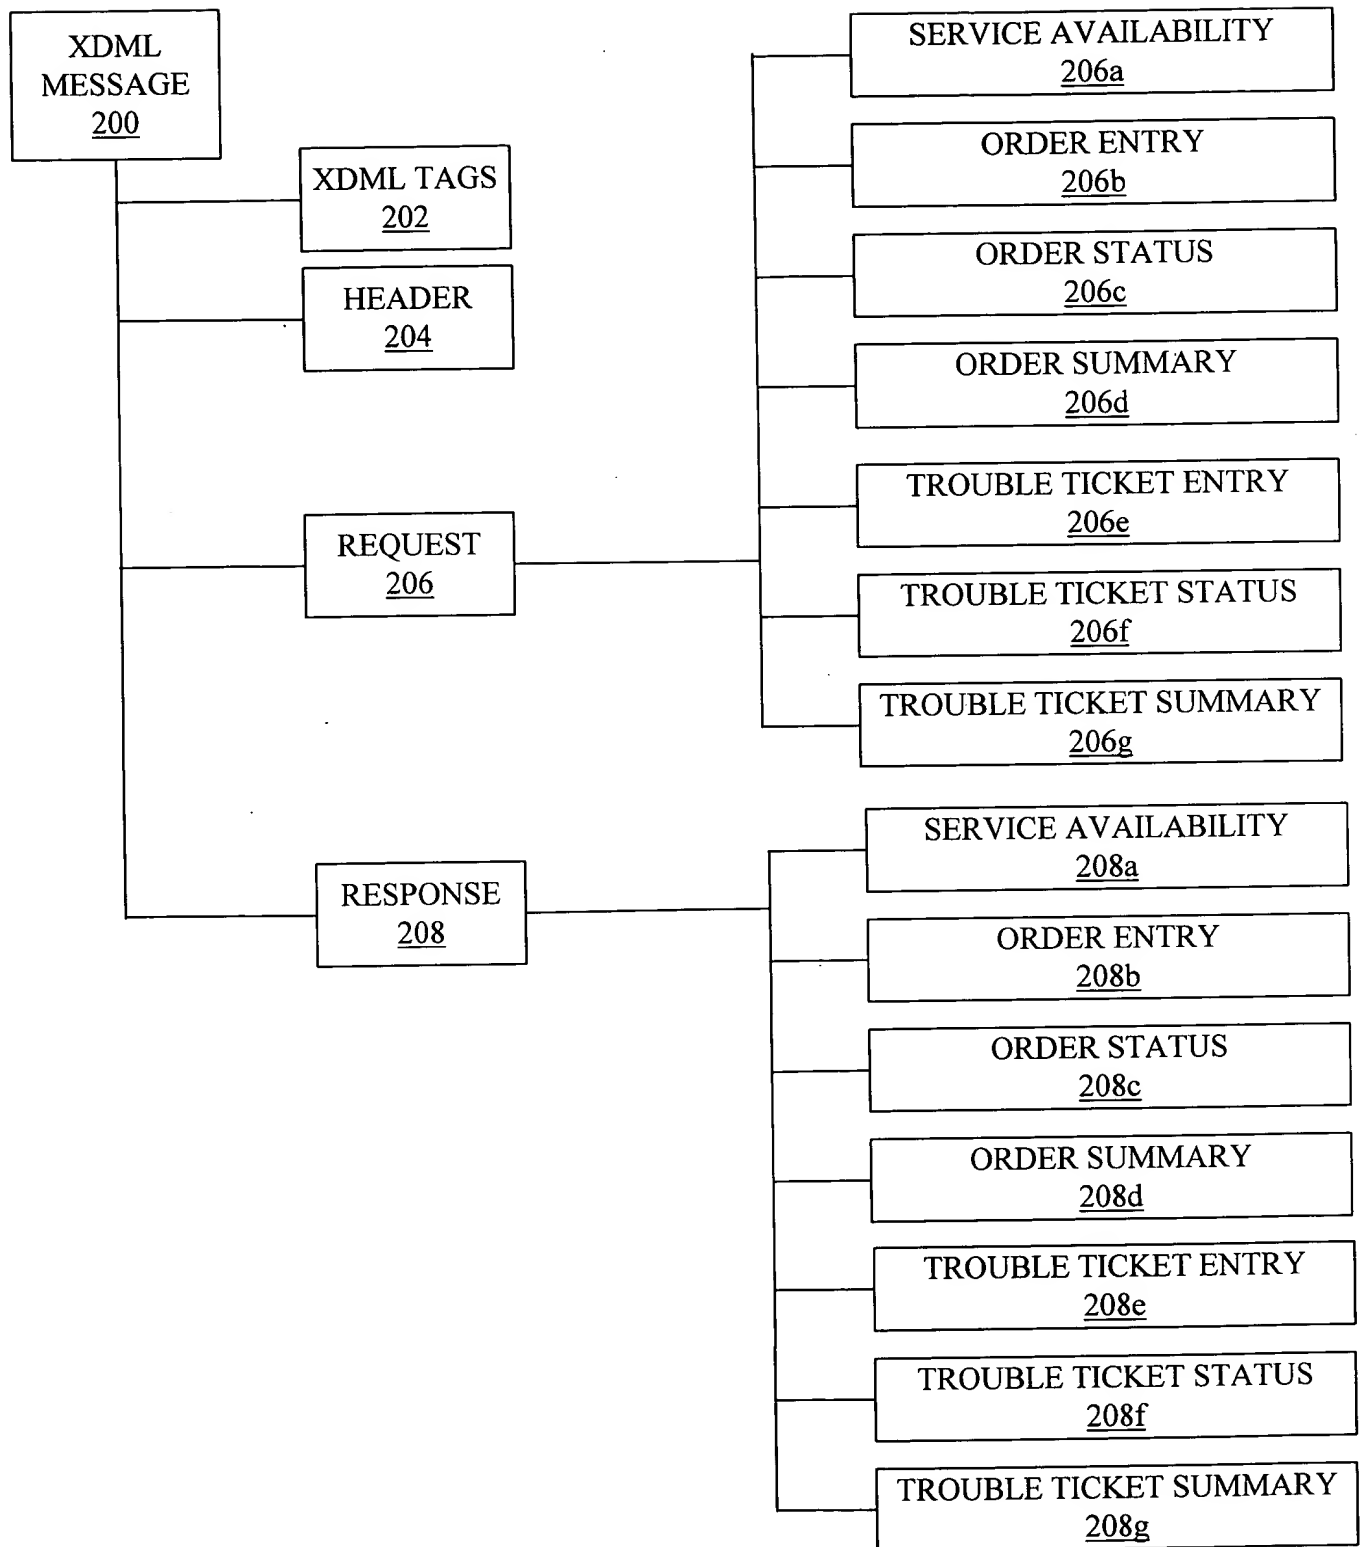 XDML
MESSAGE
200
XDML TAGS
202
HEADER
204
REQUEST
206
SERVICE AVAILABILITY
206a
ORDER ENTRY
206b
ORDER STATUS
206c
ORDER SUMMARY
206d
TROUBLE TICKET ENTRY
206e
TROUBLE TICKET STATUS
206f
TROUBLE TICKET SUMMARY
206g
RESPONSE
208
SERVICE AVAILABILITY
208a
ORDER ENTRY
208b
ORDER STATUS
208c
ORDER SUMMARY
208d
TROUBLE TICKET ENTRY
208e
TROUBLE TICKET STATUS
208f
TROUBLE TICKET SUMMARY
208g